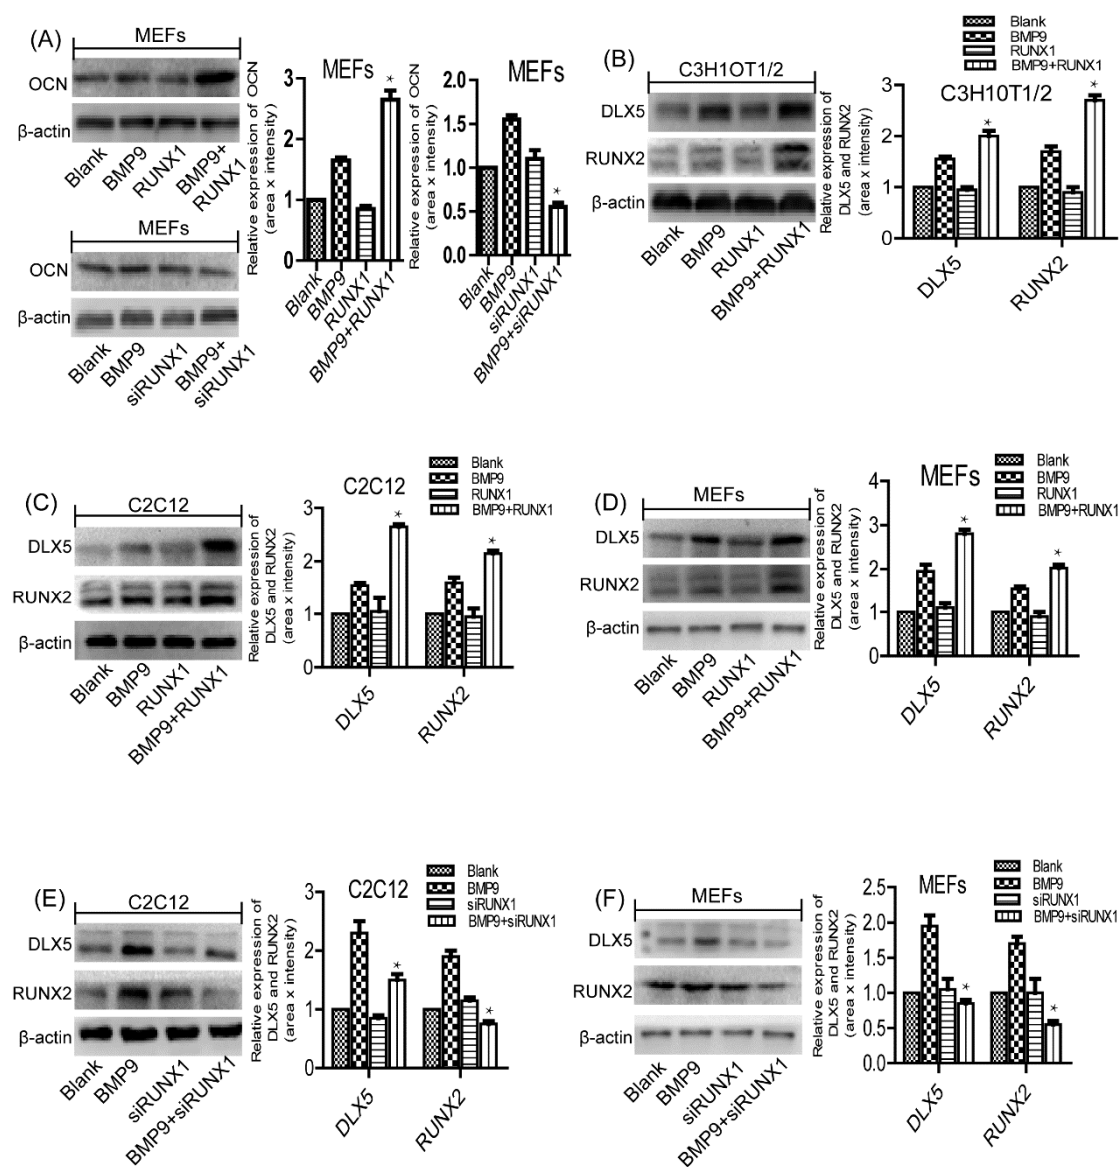 (A)
MEFs
OCN
β-actin
Blank
BMP9
RUNX1
BMP9+
RUNX1
MEFs
OCN
β-actin
Blank
BMP9
siRUNX1
BMP9+
siRUNX1
MEFs
Relative expression of OCN
(area x intensity)
3
2
1
0
*
Blank
BMP9
RUNX1
BMP9+RUNX1
MEFs
Relative expression of OCN
(area x intensity)
2.0
1.5
1.0
0.5
0.0
*
Blank
BMP9
siRUNX1
BMP9+siRUNX1
(B)
C3H1OT1/2
DLX5
RUNX2
β-actin
Blank
BMP9
RUNX1
BMP9+RUNX1
Blank
BMP9
RUNX1
BMP9+RUNX1
C3H10T1/2
Relative expression of
DLX5 and RUNX2
(area x intensity)
3
2
1
0
*
*
DLX5
RUNX2
(C)
C2C12
DLX5
RUNX2
β-actin
Blank
BMP9
RUNX1
BMP9+RUNX1
C2C12
Blank
BMP9
RUNX1
BMP9+RUNX1
Relative expression of
DLX5 and RUNX2
(area x intensity)
3
2
1
0
*
*
DLX5
RUNX2
(D)
MEFs
DLX5
RUNX2
β-actin
Blank
BMP9
RUNX1
BMP9+RUNX1
MEFs
Blank
BMP9
RUNX1
BMP9+RUNX1
Relative expression of
DLX5 and RUNX2
(area x intensity)
4
3
2
1
0
*
*
DLX5
RUNX2
(E)
C2C12
DLX5
RUNX2
β-actin
Blank
BMP9
siRUNX1
BMP9+siRUNX1
C2C12
Blank
BMP9
siRUNX1
BMP9+siRUNX1
Relative expression of
DLX5 and RUNX2
(area x intensity)
3
2
1
0
*
*
DLX5
RUNX2
(F)
MEFs
DLX5
RUNX2
β-actin
Blank
BMP9
siRUNX1
BMP9+siRUNX1
MEFs
Blank
BMP9
siRUNX1
BMP9+siRUNX1
Relative expression of
DLX5 and RUNX2
(area x intensity)
2.5
2.0
1.5
1.0
0.5
0.0
*
*
DLX5
RUNX2